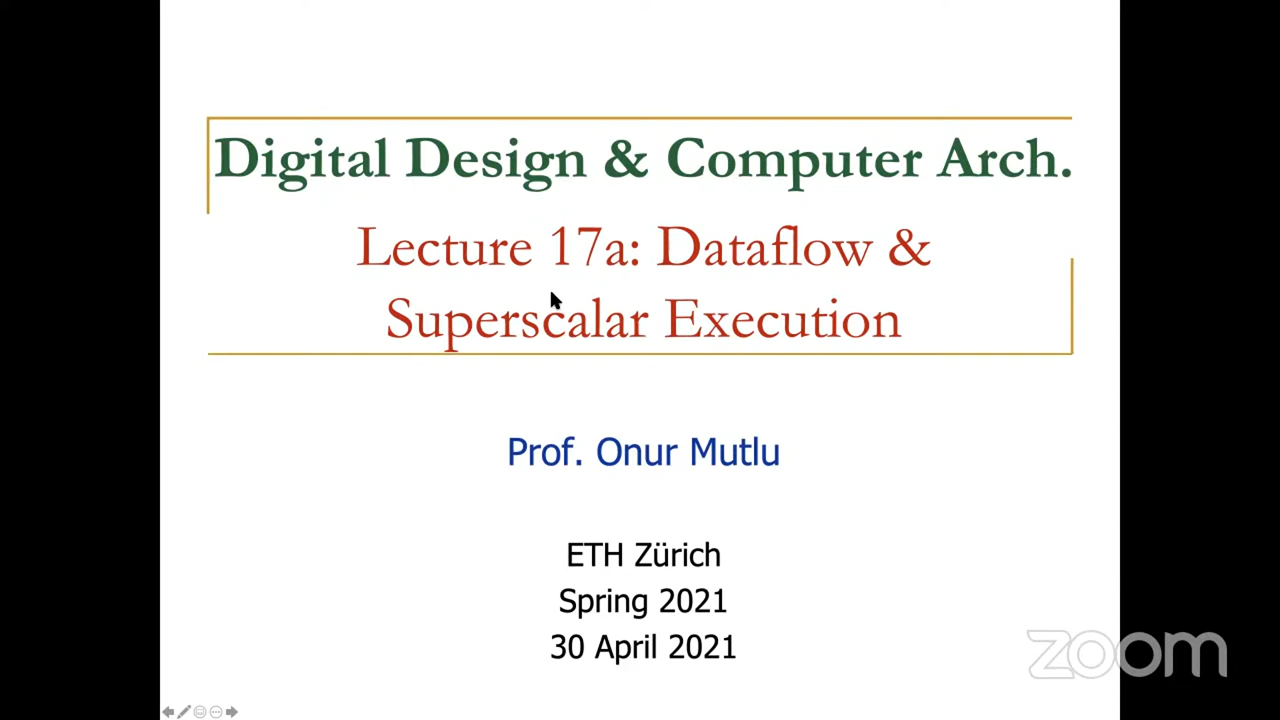 Digital Design & Computer Arch.
Lecture 17a: Dataflow &
Superscalar Execution
Prof. Onur Mutlu
ETH Zürich
Spring 2021
30 April 2021
zoom